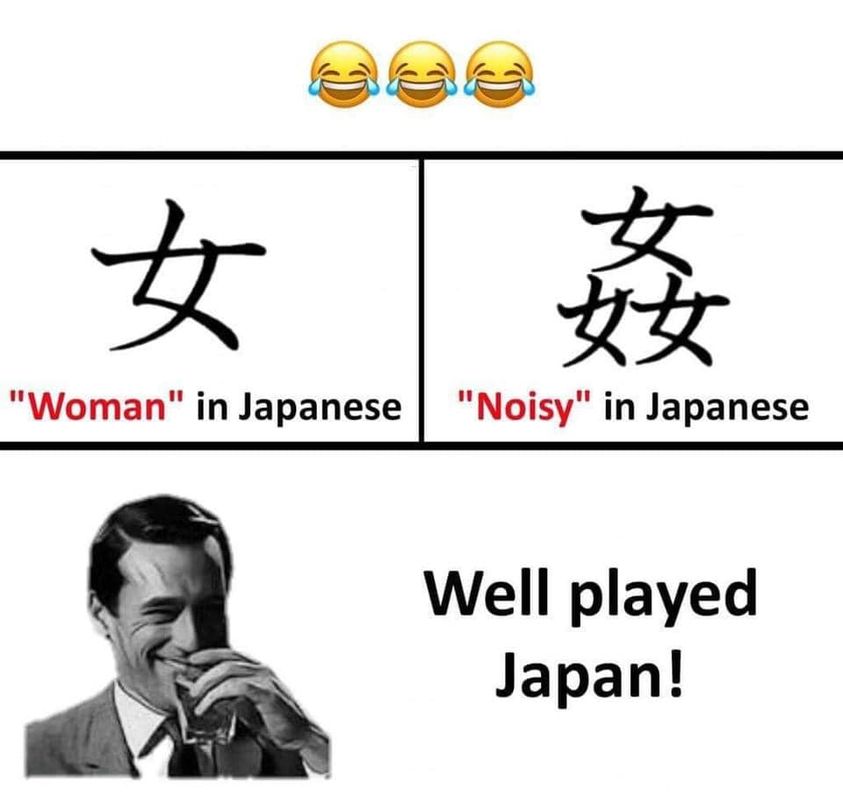 😂😂😂
女
姦
"Woman" in Japanese
"Noisy" in Japanese
Well played
Japan!